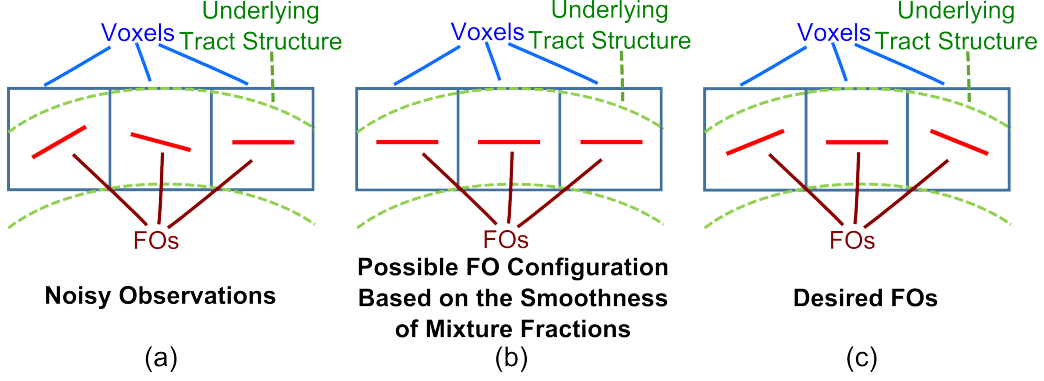 Underlying
Tract Structure
Voxels
FOs
Noisy Observations
(a)
Underlying
Tract Structure
Voxels
FOs
Possible FO Configuration
Based on the Smoothness
of Mixture Fractions
(b)
Underlying
Tract Structure
Voxels
FOs
Desired FOs
(c)